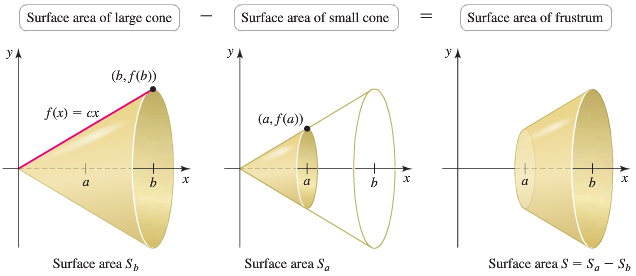 Surface area of large cone − Surface area of small cone = Surface area of frustrum
y
(b, f(b))
f(x) = cx
a b x
Surface area S_b
y
(a, f(a))
a b x
Surface area S_a
y
a b x
Surface area S = S_a − S_b